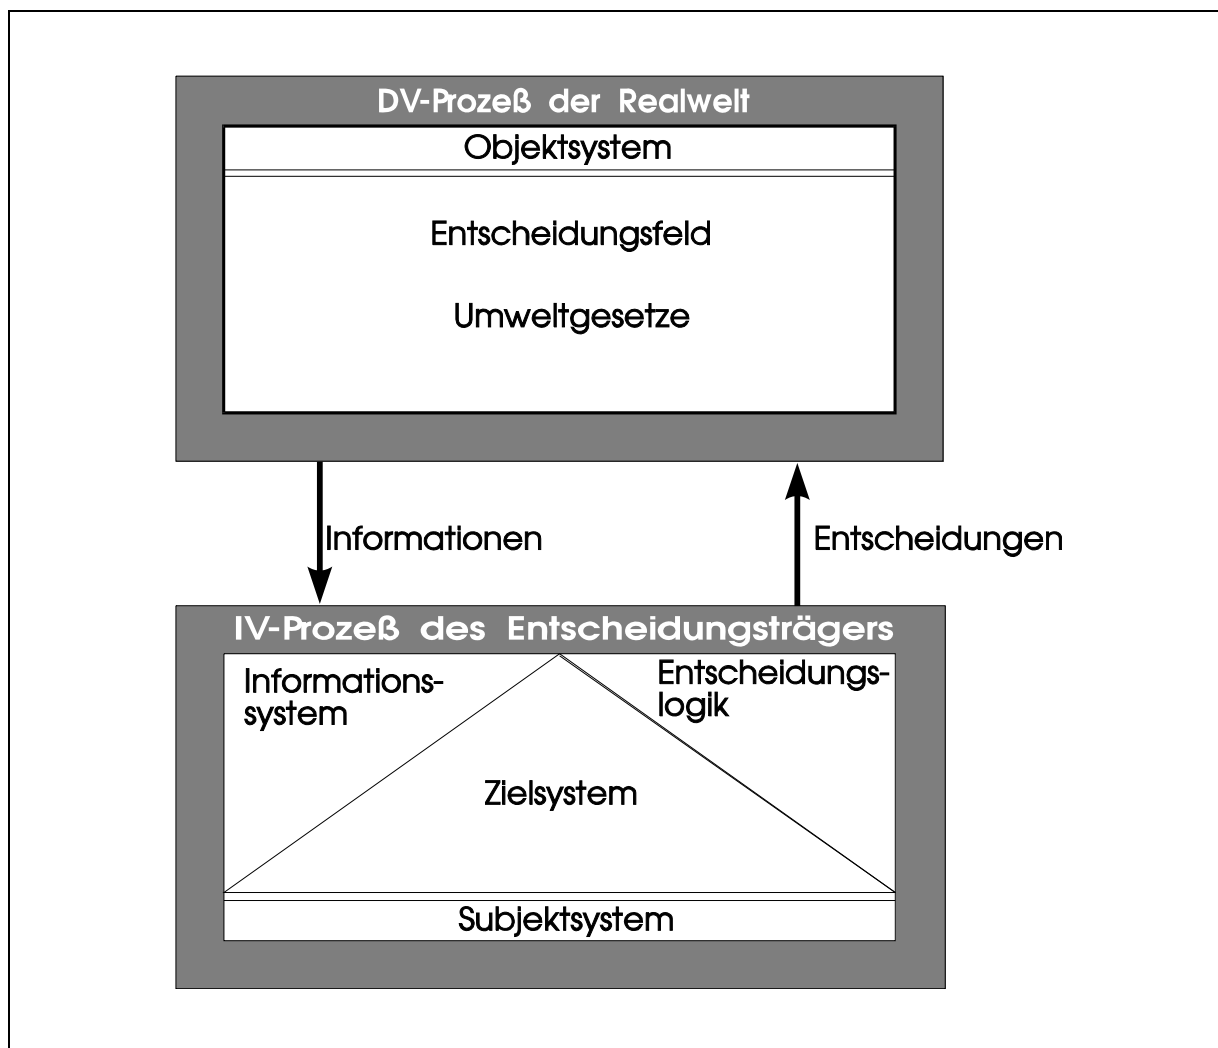 DV-Prozeß der Realwelt
Objektsystem
Entscheidungsfeld
Umweltgesetze
Informationen
Entscheidungen
IV-Prozeß des Entscheidungsträgers
Informations-
system
Entscheidungs-
logik
Zielsystem
Subjektsystem